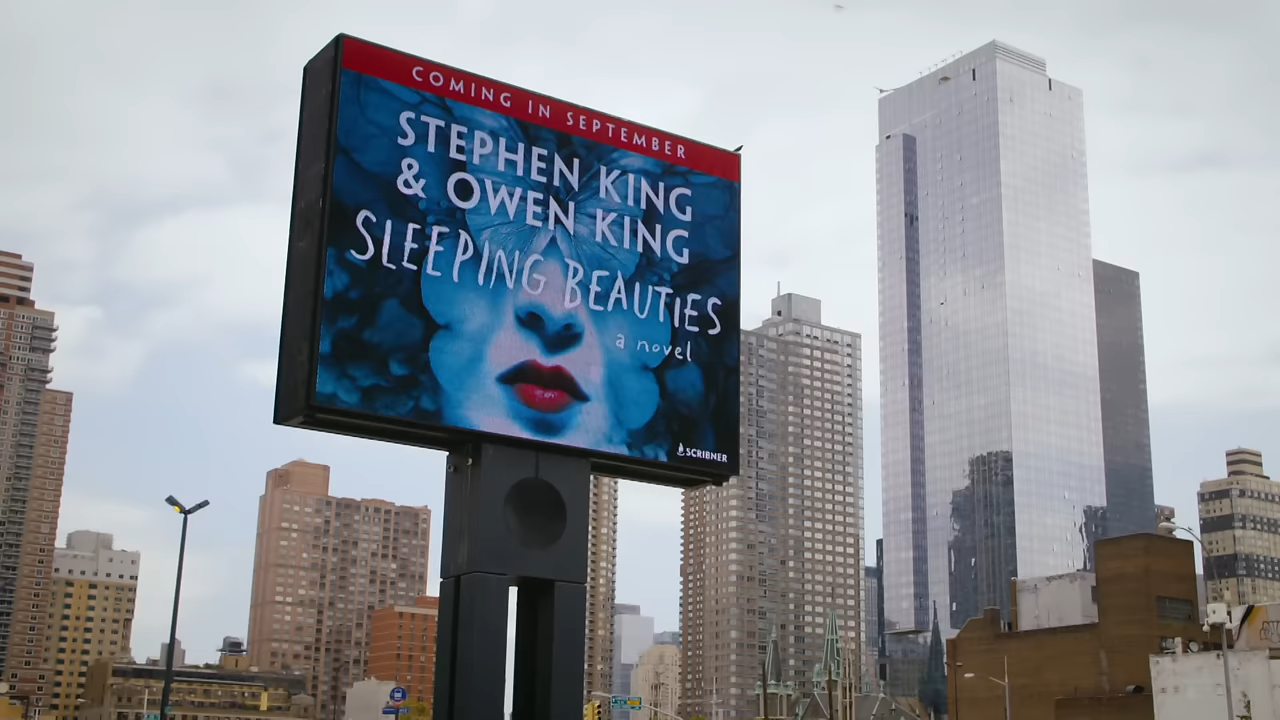 COMING IN SEPTEMBER
STEPHEN KING
& OWEN KING
SLEEPING BEAUTIES
a novel
SCRIBNER